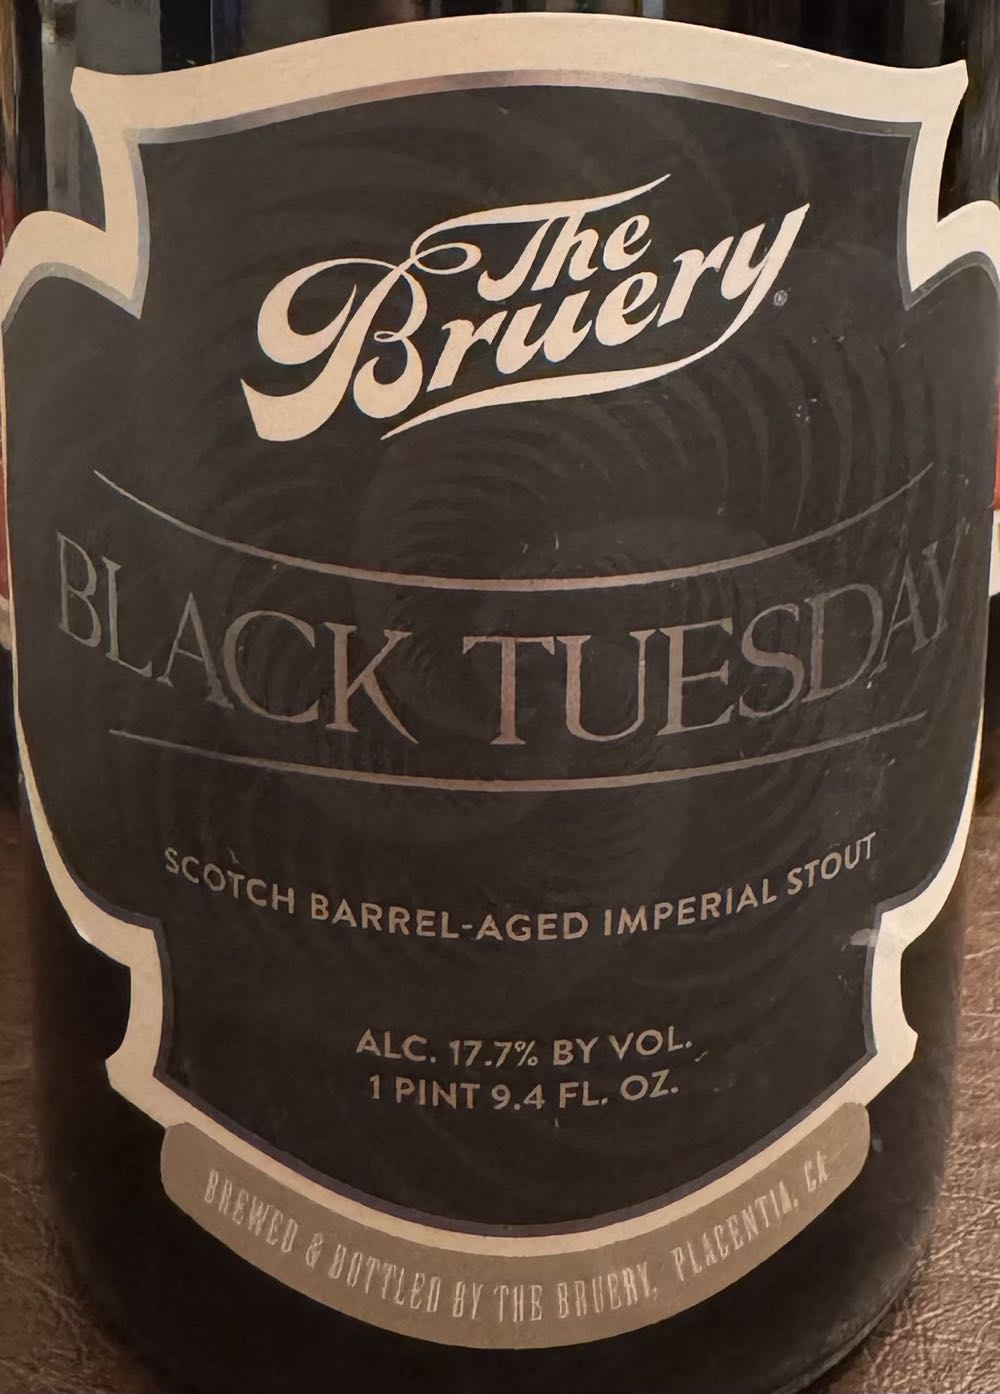 The
Bruery®
BLACK TUESDAY
SCOTCH BARREL-AGED IMPERIAL STOUT
ALC. 17.7% BY VOL.
1 PINT 9.4 FL. OZ.
BREWED & BOTTLED BY THE BRUERY, PLACENTIA, CA